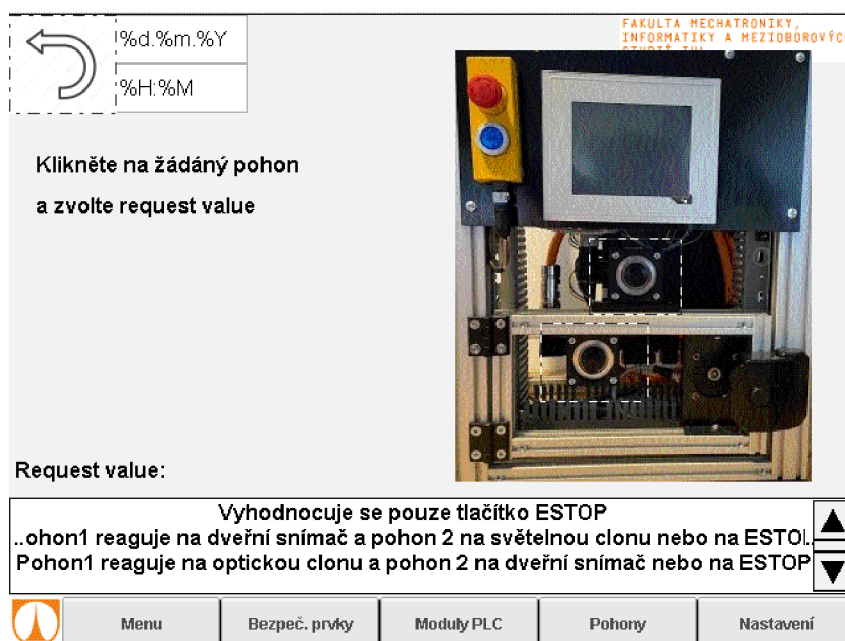 %d.%m.%Y
%H:%M
FAKULTA MECHATRONIKY,
INFORMATIKY A MEZIOBOROVÝC
Klikněte na žádáný pohon
a zvolte request value
Request value:
Vyhodnocuje se pouze tlačítko ESTOP
..ohon1 reaguje na dveřní snímač a pohon 2 na světelnou clonu nebo na ESTO..
Pohon1 reaguje na optickou clonu a pohon 2 na dveřní snímač nebo na ESTOP
Menu
Bezpeč. prvky
Moduly PLC
Pohony
Nastavení